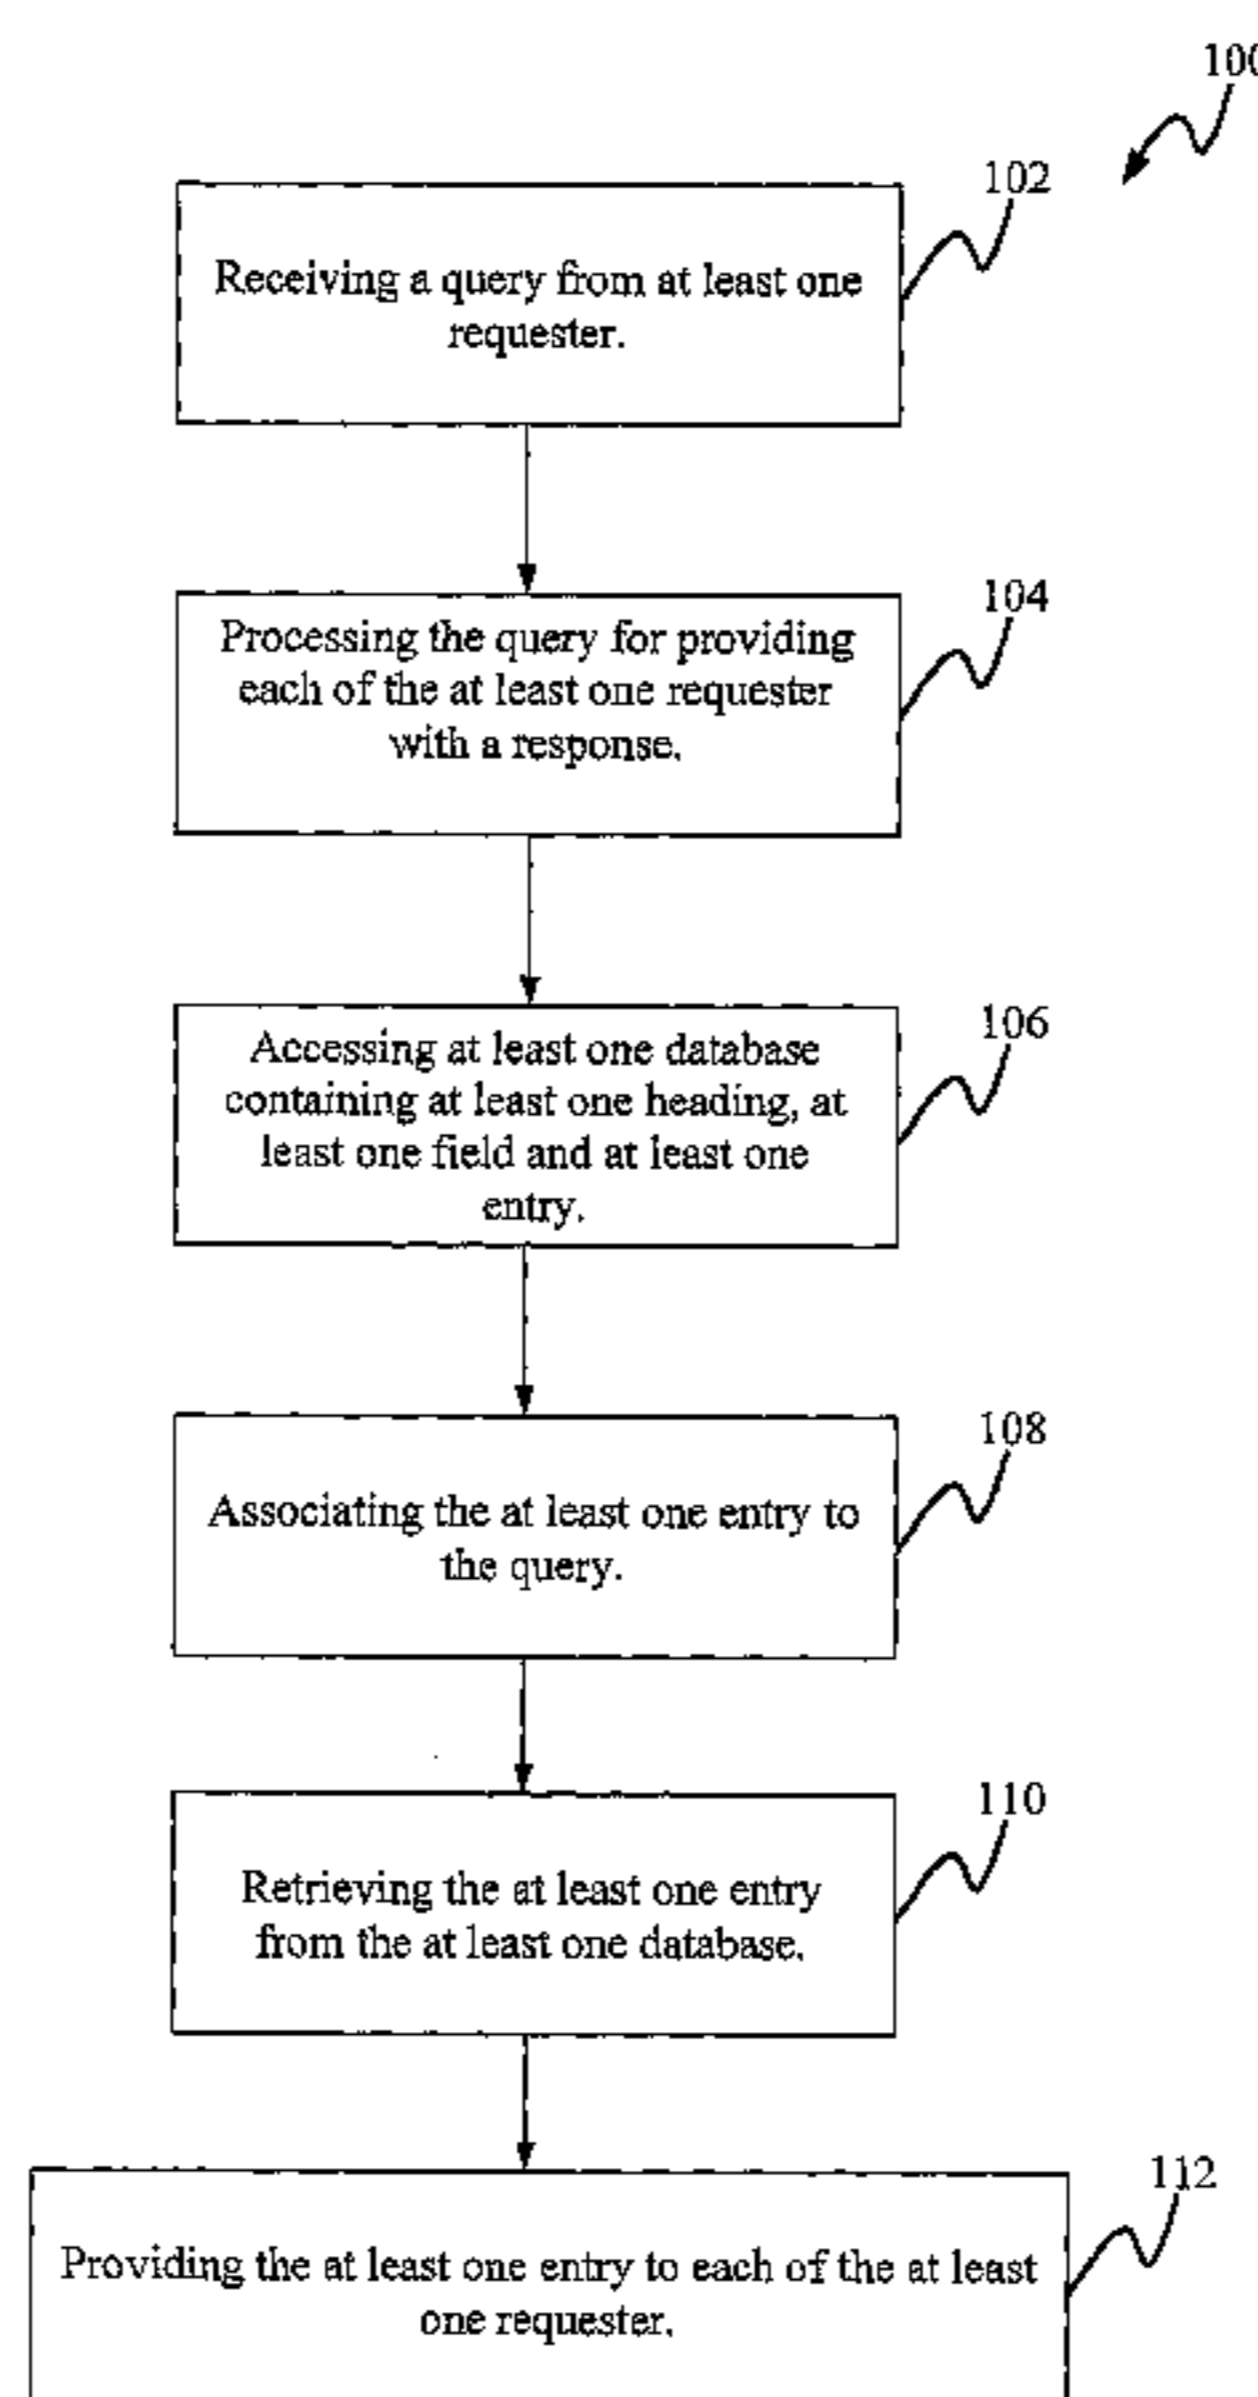 100
102
Receiving a query from at least one
requester.
104
Processing the query for providing
each of the at least one requester
with a response.
106
Accessing at least one database
containing at least one heading, at
least one field and at least one
entry.
108
Associating the at least one entry to
the query.
110
Retrieving the at least one entry
from the at least one database.
112
Providing the at least one entry to each of the at least
one requester.